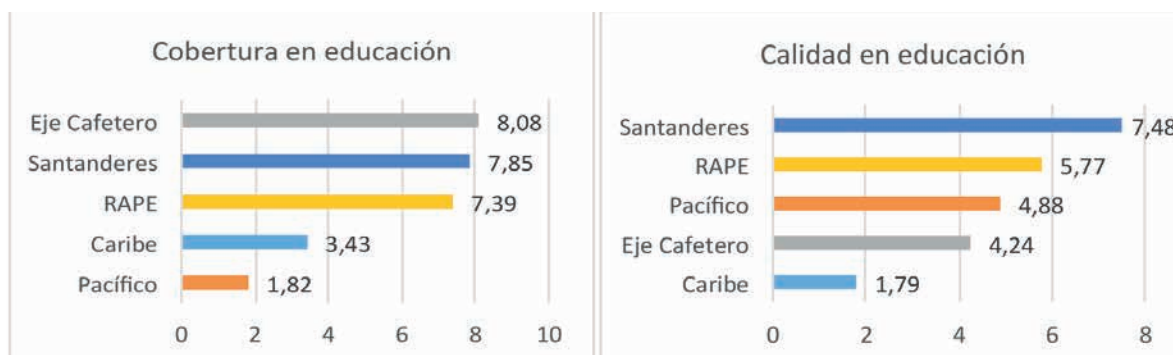 Cobertura en educación
Eje Cafetero 8,08
Santanderes 7,85
RAPE 7,39
Caribe 3,43
Pacífico 1,82
0 2 4 6 8 10
Calidad en educación
Santanderes 7,48
RAPE 5,77
Pacífico 4,88
Eje Cafetero 4,24
Caribe 1,79
0 2 4 6 8